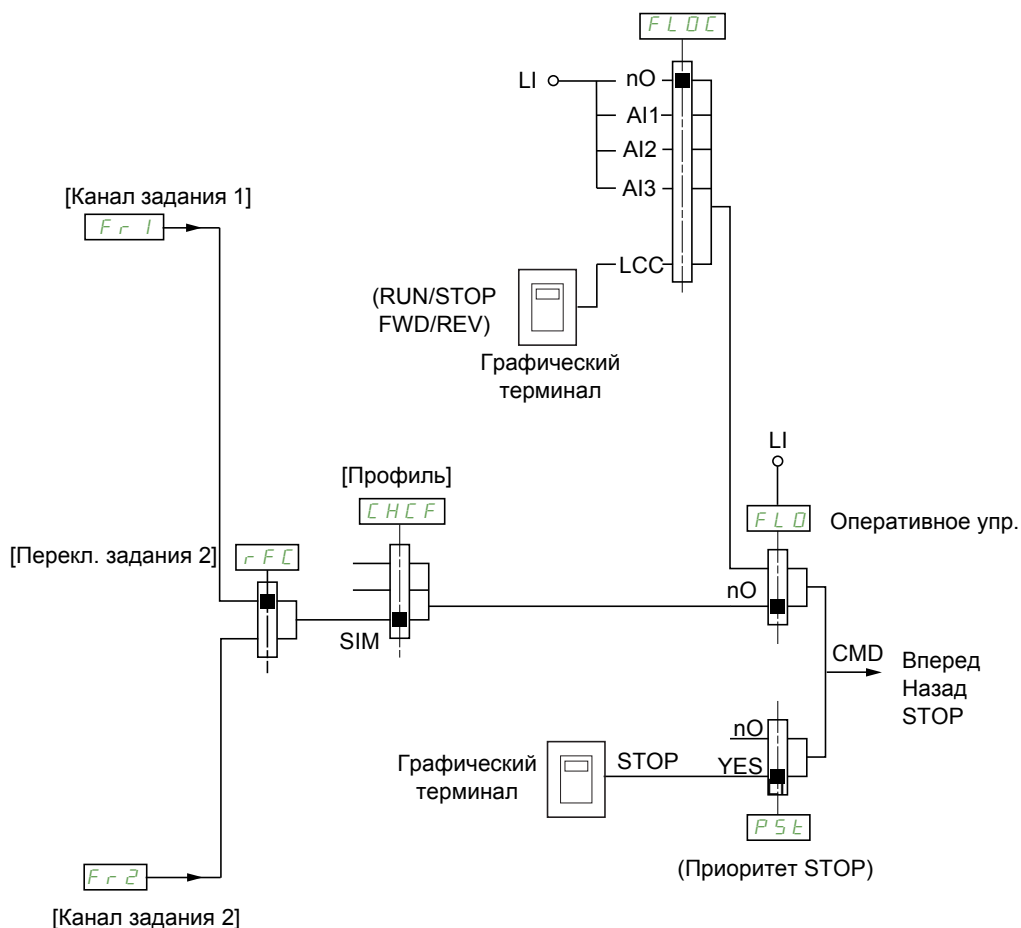 FLOC
LI
nO
AI1
AI2
AI3
LCC
[Канал задания 1]
Fr1
(RUN/STOP
FWD/REV)
Графический
терминал
LI
[Профиль]
CHCF
FLO
Оперативное упр.
[Перекл. задания 2]
rFC
nO
SIM
CMD
Вперед
Назад
STOP
nO
Графический
терминал
STOP
YES
PSt
(Приоритет STOP)
Fr2
[Канал задания 2]